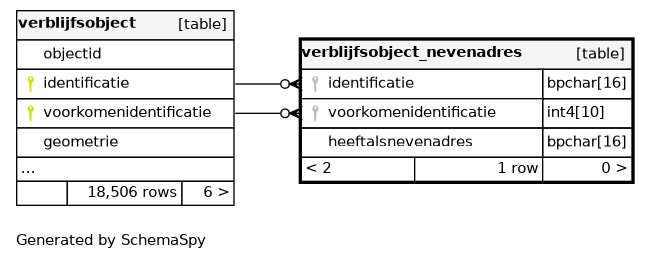 verblijfsobject [table]
objectid
identificatie
voorkomenidentificatie
geometrie
...
18,506 rows 6 >
verblijfsobject_nevenadres [table]
identificatie bpchar[16]
voorkomenidentificatie int4[10]
heeftalsnevenadres bpchar[16]
< 2 1 row 0 >
Generated by SchemaSpy